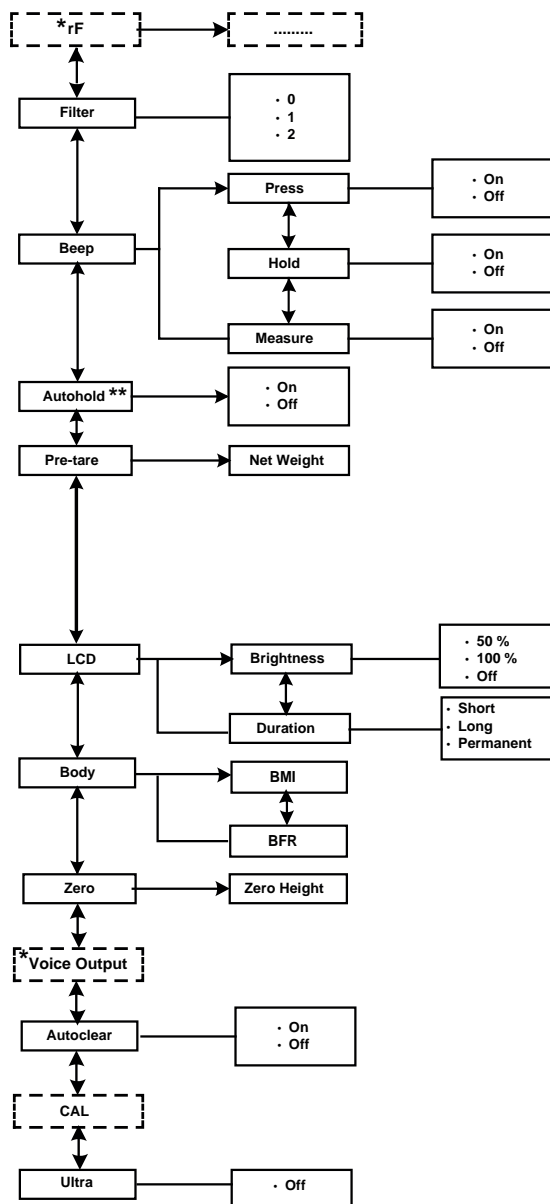 *rF
.........
Filter
· 0
· 1
· 2
Beep
Press
· On
· Off
Hold
· On
· Off
Measure
· On
· Off
Autohold **
· On
· Off
Pre-tare
Net Weight
LCD
Brightness
· 50 %
· 100 %
· Off
Duration
· Short
· Long
· Permanent
Body
BMI
BFR
Zero
Zero Height
*Voice Output
Autoclear
· On
· Off
CAL
Ultra
· Off